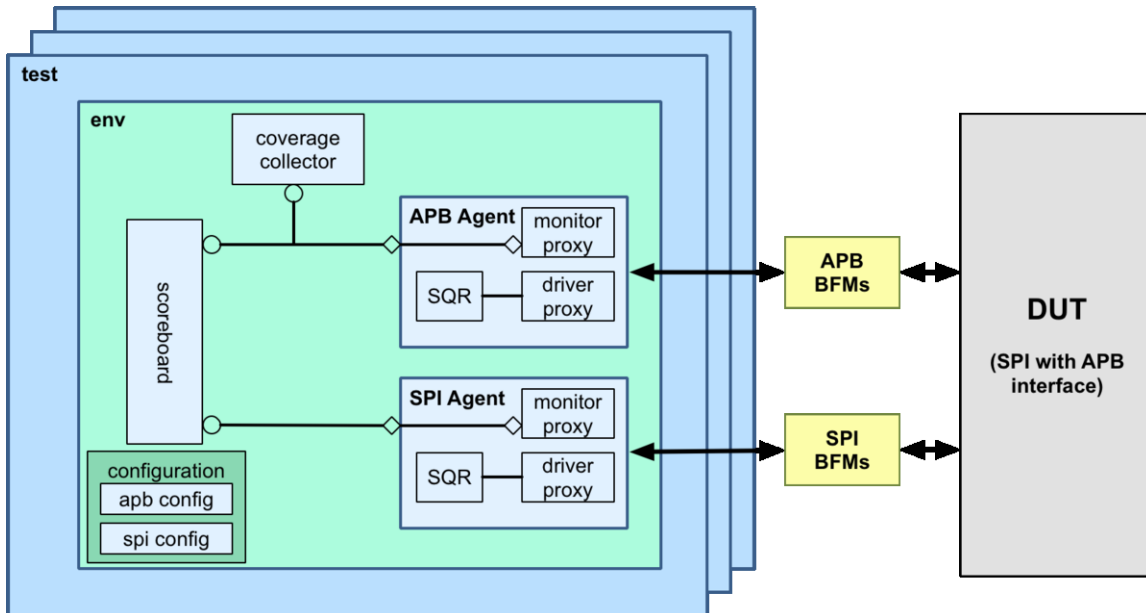 test
env
coverage
collector
scoreboard
APB Agent
monitor
proxy
SQR
driver
proxy
SPI Agent
monitor
proxy
SQR
driver
proxy
configuration
apb config
spi config
APB
BFMs
SPI
BFMs
DUT
(SPI with APB
interface)